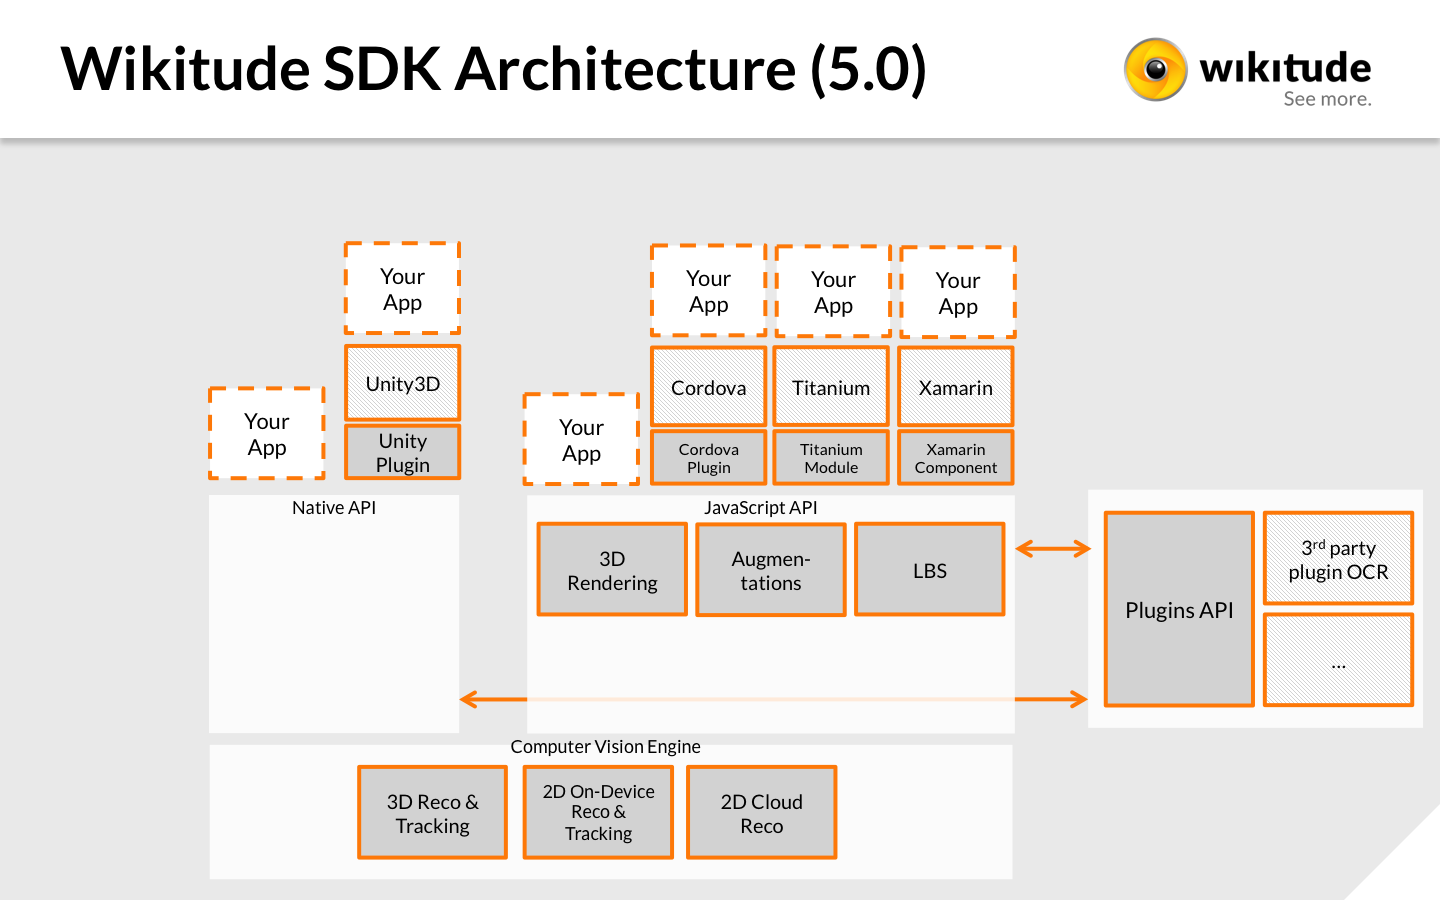 Wikitude SDK Architecture (5.0)
wıkıtude
See more.
Your
App
Unity3D
Unity
Plugin
Your
App
Your
App
Your
App
Your
App
Cordova
Titanium
Xamarin
Your
App
Cordova
Plugin
Titanium
Module
Xamarin
Component
Native API
JavaScript API
3D
Rendering
Augmen-
tations
LBS
Plugins API
3rd party
plugin OCR
...
Computer Vision Engine
3D Reco &
Tracking
2D On-Device
Reco &
Tracking
2D Cloud
Reco